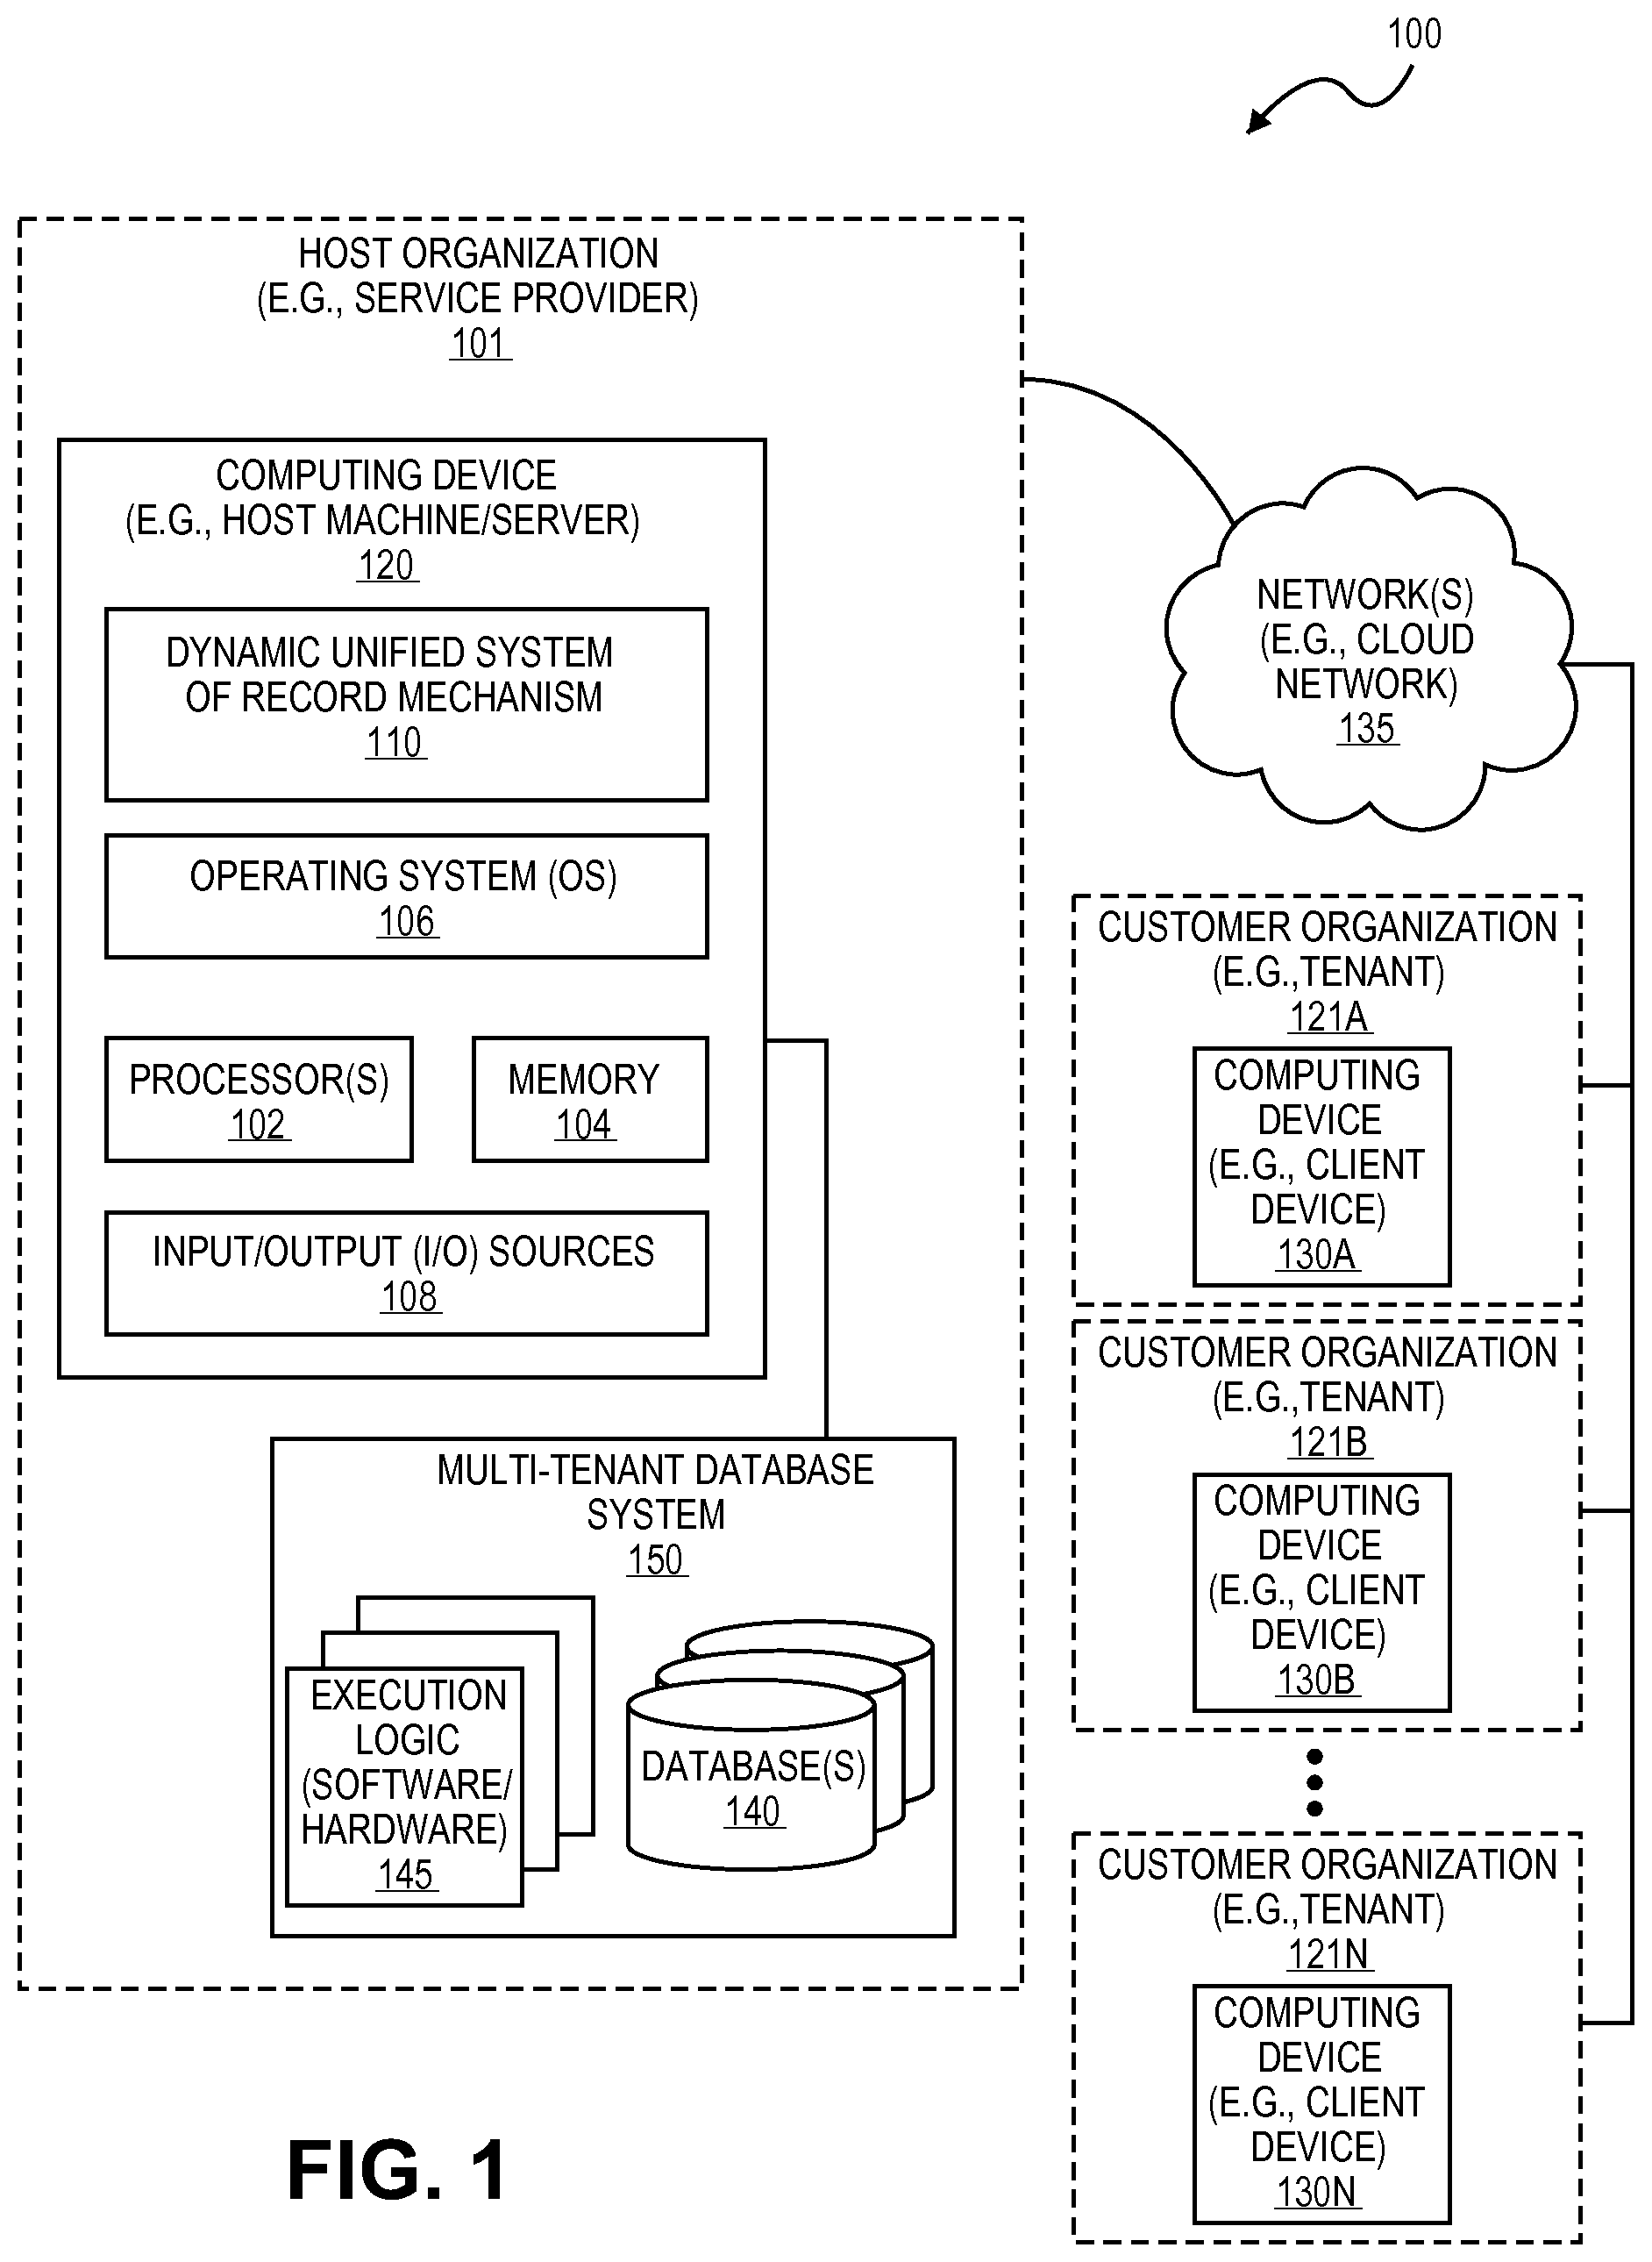 100
HOST ORGANIZATION
(E.G., SERVICE PROVIDER)
101
COMPUTING DEVICE
(E.G., HOST MACHINE/SERVER)
120
DYNAMIC UNIFIED SYSTEM
OF RECORD MECHANISM
110
OPERATING SYSTEM (OS)
106
PROCESSOR(S)
102
MEMORY
104
INPUT/OUTPUT (I/O) SOURCES
108
MULTI-TENANT DATABASE
SYSTEM
150
EXECUTION
LOGIC
(SOFTWARE/
HARDWARE)
145
DATABASE(S)
140
NETWORK(S)
(E.G., CLOUD
NETWORK)
135
CUSTOMER ORGANIZATION
(E.G.,TENANT)
121A
COMPUTING
DEVICE
(E.G., CLIENT
DEVICE)
130A
CUSTOMER ORGANIZATION
(E.G.,TENANT)
121B
COMPUTING
DEVICE
(E.G., CLIENT
DEVICE)
130B
CUSTOMER ORGANIZATION
(E.G.,TENANT)
121N
COMPUTING
DEVICE
(E.G., CLIENT
DEVICE)
130N
FIG. 1